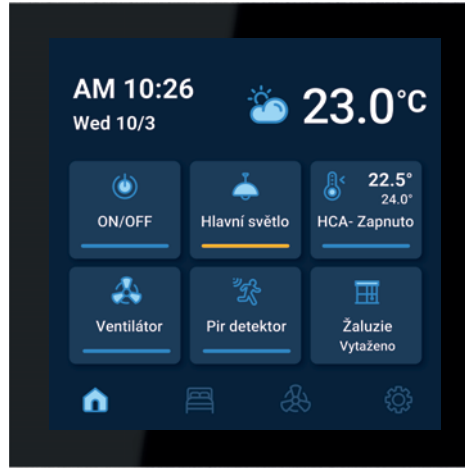 AM 10:26
Wed 10/3
23.0°C
ON/OFF
Hlavní světlo
22.5°
24.0°
HCA- Zapnuto
Ventilátor
Pir detektor
Žaluzie
Vytaženo